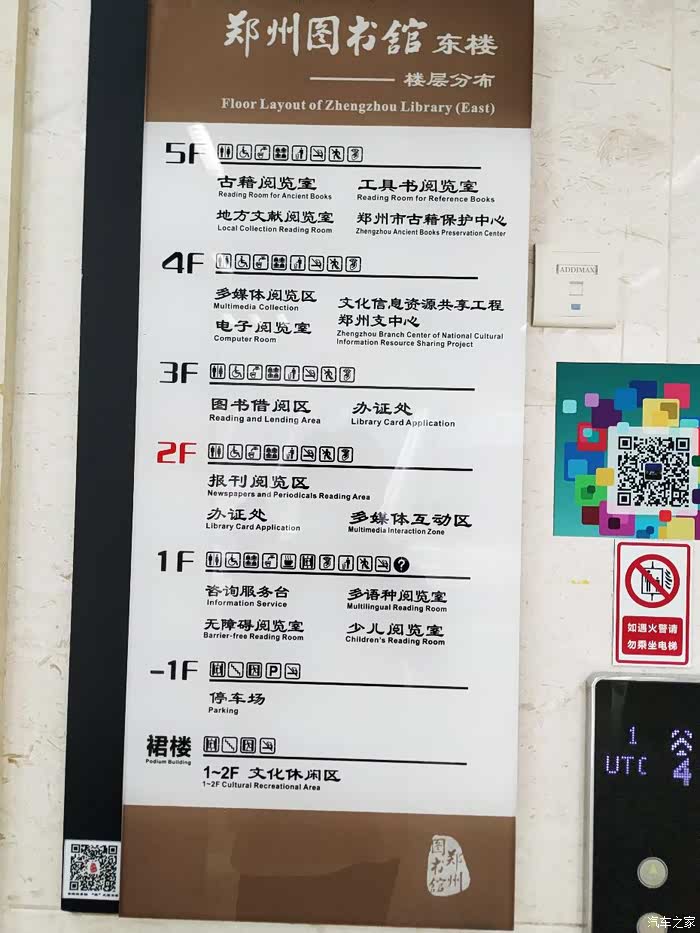 郑州图书馆 东楼
楼层分布
Floor Layout of Zhengzhou Library (East)
5F
古籍阅览室 工具书阅览室
Reading Room for Ancient Books Reading Room for Reference Books
地方文献阅览室 郑州市古籍保护中心
Local Collection Reading Room Zhengzhou Ancient Books Preservation Center
4F
多媒体阅览区 文化信息资源共享工程
Multimedia Collection 郑州支中心
电子阅览室 Zhengzhou Branch Center of National Cultural
Computer Room Information Resource Sharing Project
3F
图书借阅区 办证处
Reading and Lending Area Library Card Application
2F
报刊阅览区
Newspapers and Periodicals Reading Area
办证处 多媒体互动区
Library Card Application Multimedia Interaction Zone
1F ?
咨询服务台 多语种阅览室
Information Service Multilingual Reading Room
无障碍阅览室 少儿阅览室
Barrier-free Reading Room Children's Reading Room
-1F P
停车场
Parking
裙楼
Podium Building
1~2F 文化休闲区
1~2F Cultural Recreational Area
郑州图书馆
ADDIMAX
如遇火警请
勿乘坐电梯
1
UTC 4
汽车之家